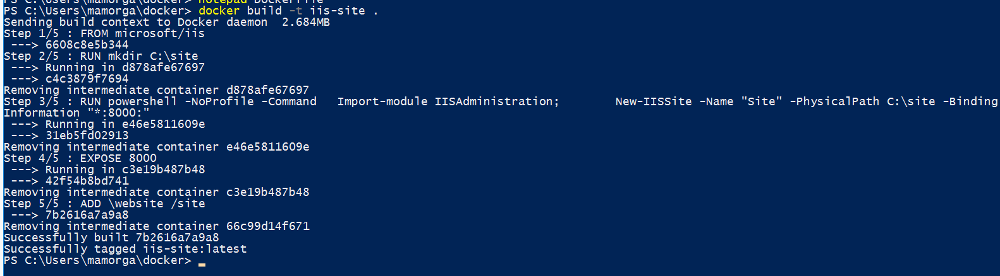 PS C:\Users\mamorga\docker> notepad Dockerfile
PS C:\Users\mamorga\docker> docker build -t iis-site .
Sending build context to Docker daemon  2.684MB
Step 1/5 : FROM microsoft/iis
 ---> 6608c8e5b344
Step 2/5 : RUN mkdir C:\site
 ---> Running in d878afe67697
 ---> c4c3879f7694
Removing intermediate container d878afe67697
Step 3/5 : RUN powershell -NoProfile -Command   Import-module IISAdministration;        New-IISSite -Name "Site" -PhysicalPath C:\site -Binding
Information "*:8000:"
 ---> Running in e46e5811609e
 ---> 31eb5fd02913
Removing intermediate container e46e5811609e
Step 4/5 : EXPOSE 8000
 ---> Running in c3e19b487b48
 ---> 42f54b8bd741
Removing intermediate container c3e19b487b48
Step 5/5 : ADD \website /site
 ---> 7b2616a7a9a8
Removing intermediate container 66c99d14f671
Successfully built 7b2616a7a9a8
Successfully tagged iis-site:latest
PS C:\Users\mamorga\docker>